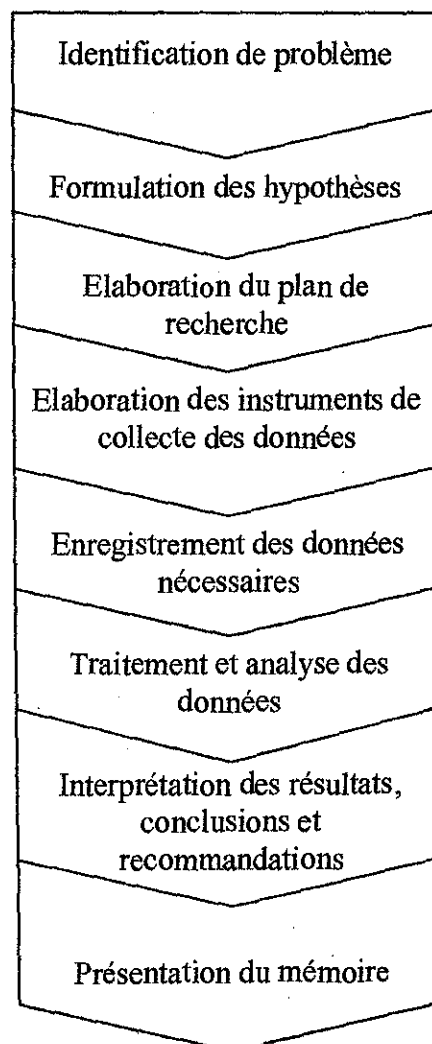 Identification de problème
Formulation des hypothèses
Elaboration du plan de
recherche
Elaboration des instruments de
collecte des données
Enregistrement des données
nécessaires
Traitement et analyse des
données
Interprétation des résultats,
conclusions et
recommandations
Présentation du mémoire